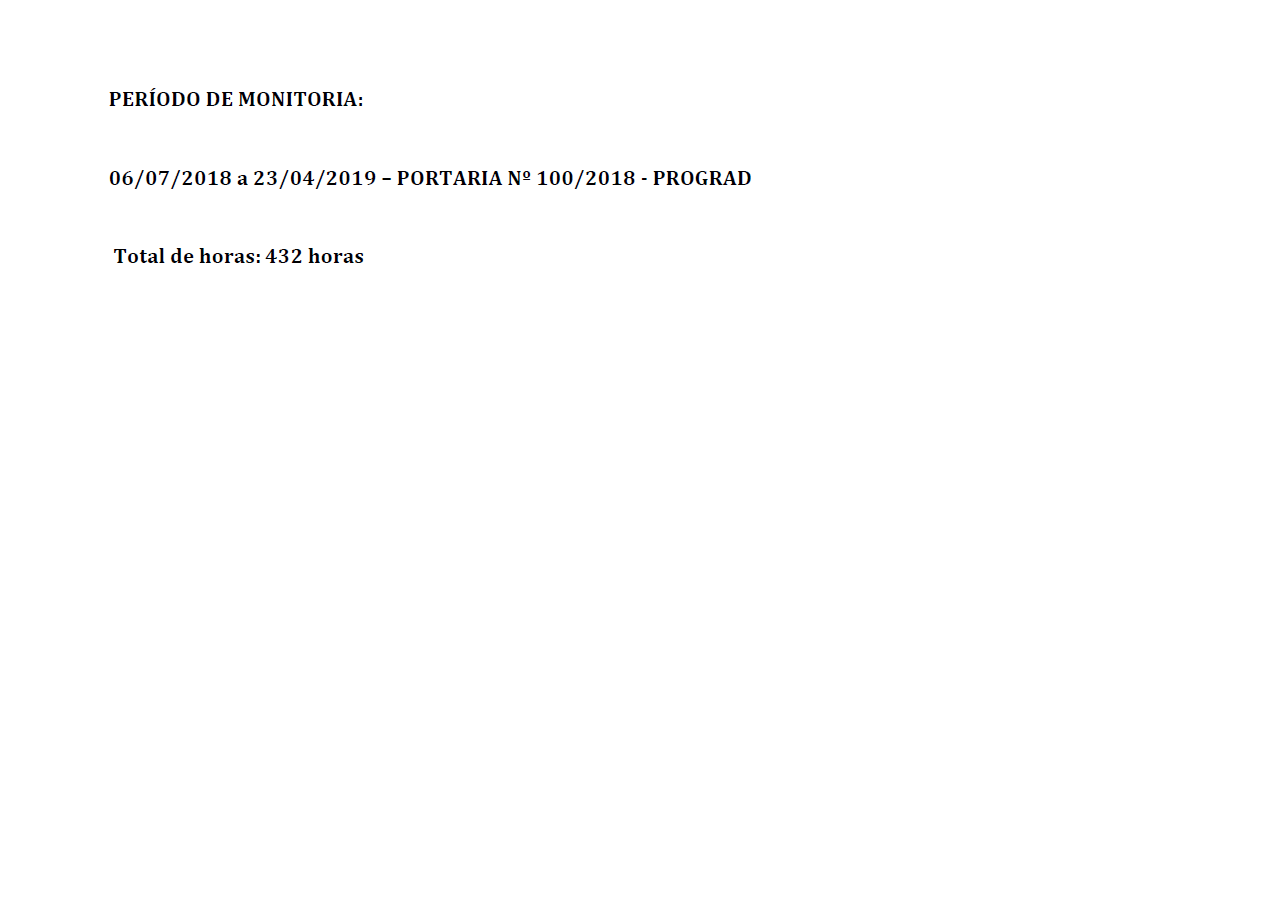 PERÍODO DE MONITORIA:
06/07/2018 a 23/04/2019 – PORTARIA Nº 100/2018 - PROGRAD
Total de horas: 432 horas